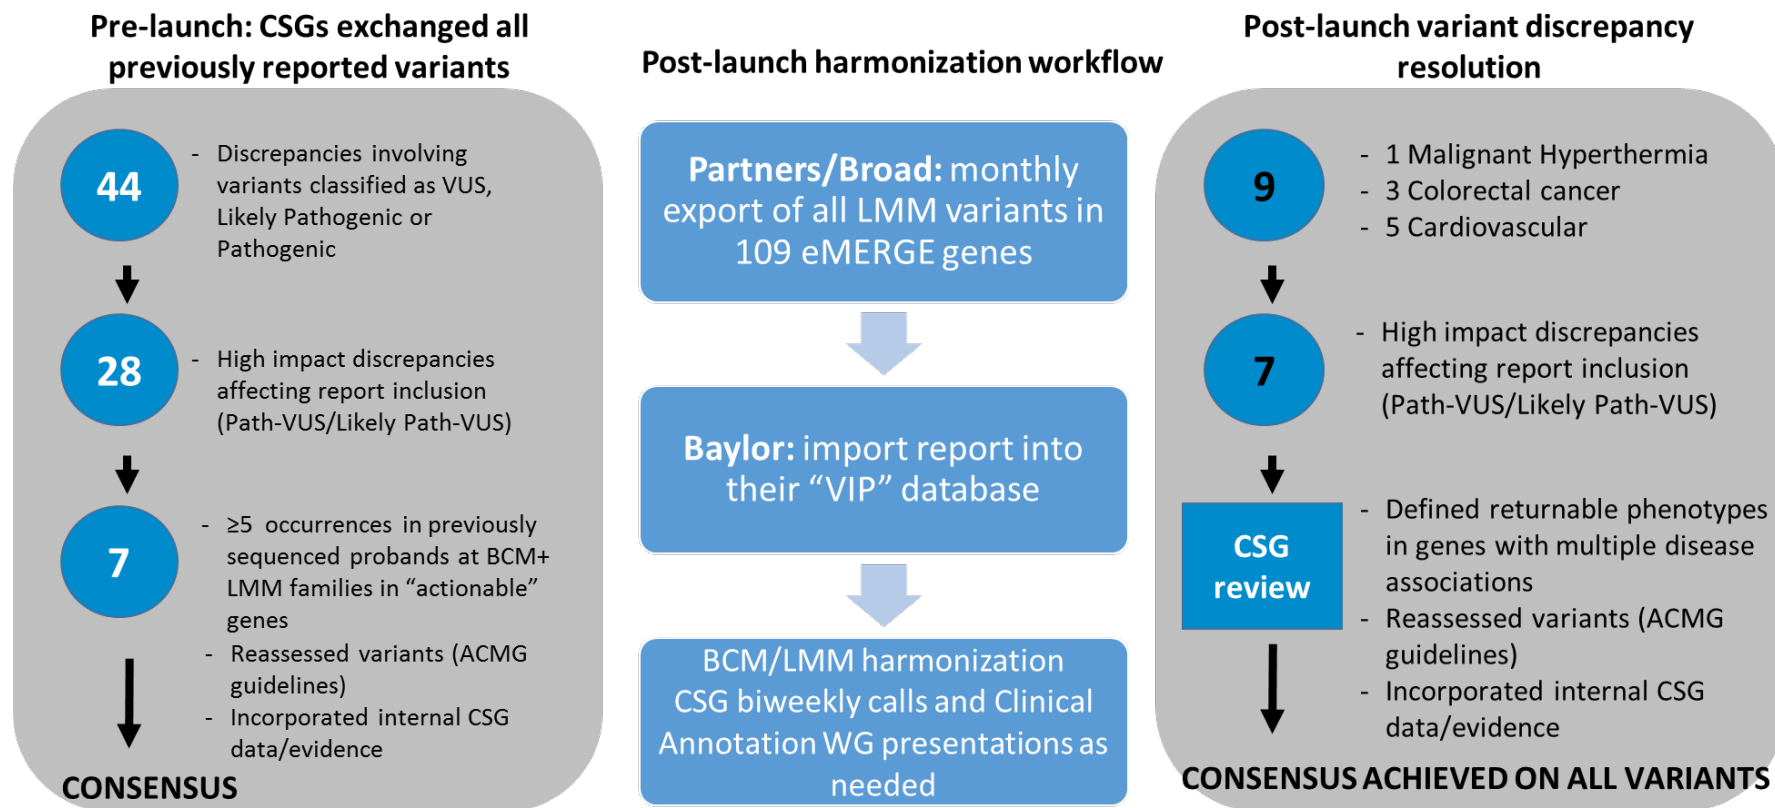 Pre-launch: CSGs exchanged all
previously reported variants
44
- Discrepancies involving
variants classified as VUS,
Likely Pathogenic or
Pathogenic
28
- High impact discrepancies
affecting report inclusion
(Path-VUS/Likely Path-VUS)
7
- ≥5 occurrences in previously
sequenced probands at BCM+
LMM families in “actionable”
genes
- Reassessed variants (ACMG
guidelines)
- Incorporated internal CSG
data/evidence
CONSENSUS
Post-launch harmonization workflow
Partners/Broad: monthly
export of all LMM variants in
109 eMERGE genes
Baylor: import report into
their “VIP” database
BCM/LMM harmonization
CSG biweekly calls and Clinical
Annotation WG presentations as
needed
Post-launch variant discrepancy
resolution
9
- 1 Malignant Hyperthermia
- 3 Colorectal cancer
- 5 Cardiovascular
7
- High impact discrepancies
affecting report inclusion
(Path-VUS/Likely Path-VUS)
CSG
review
- Defined returnable phenotypes
in genes with multiple disease
associations
- Reassessed variants (ACMG
guidelines)
- Incorporated internal CSG
data/evidence
CONSENSUS ACHIEVED ON ALL VARIANTS